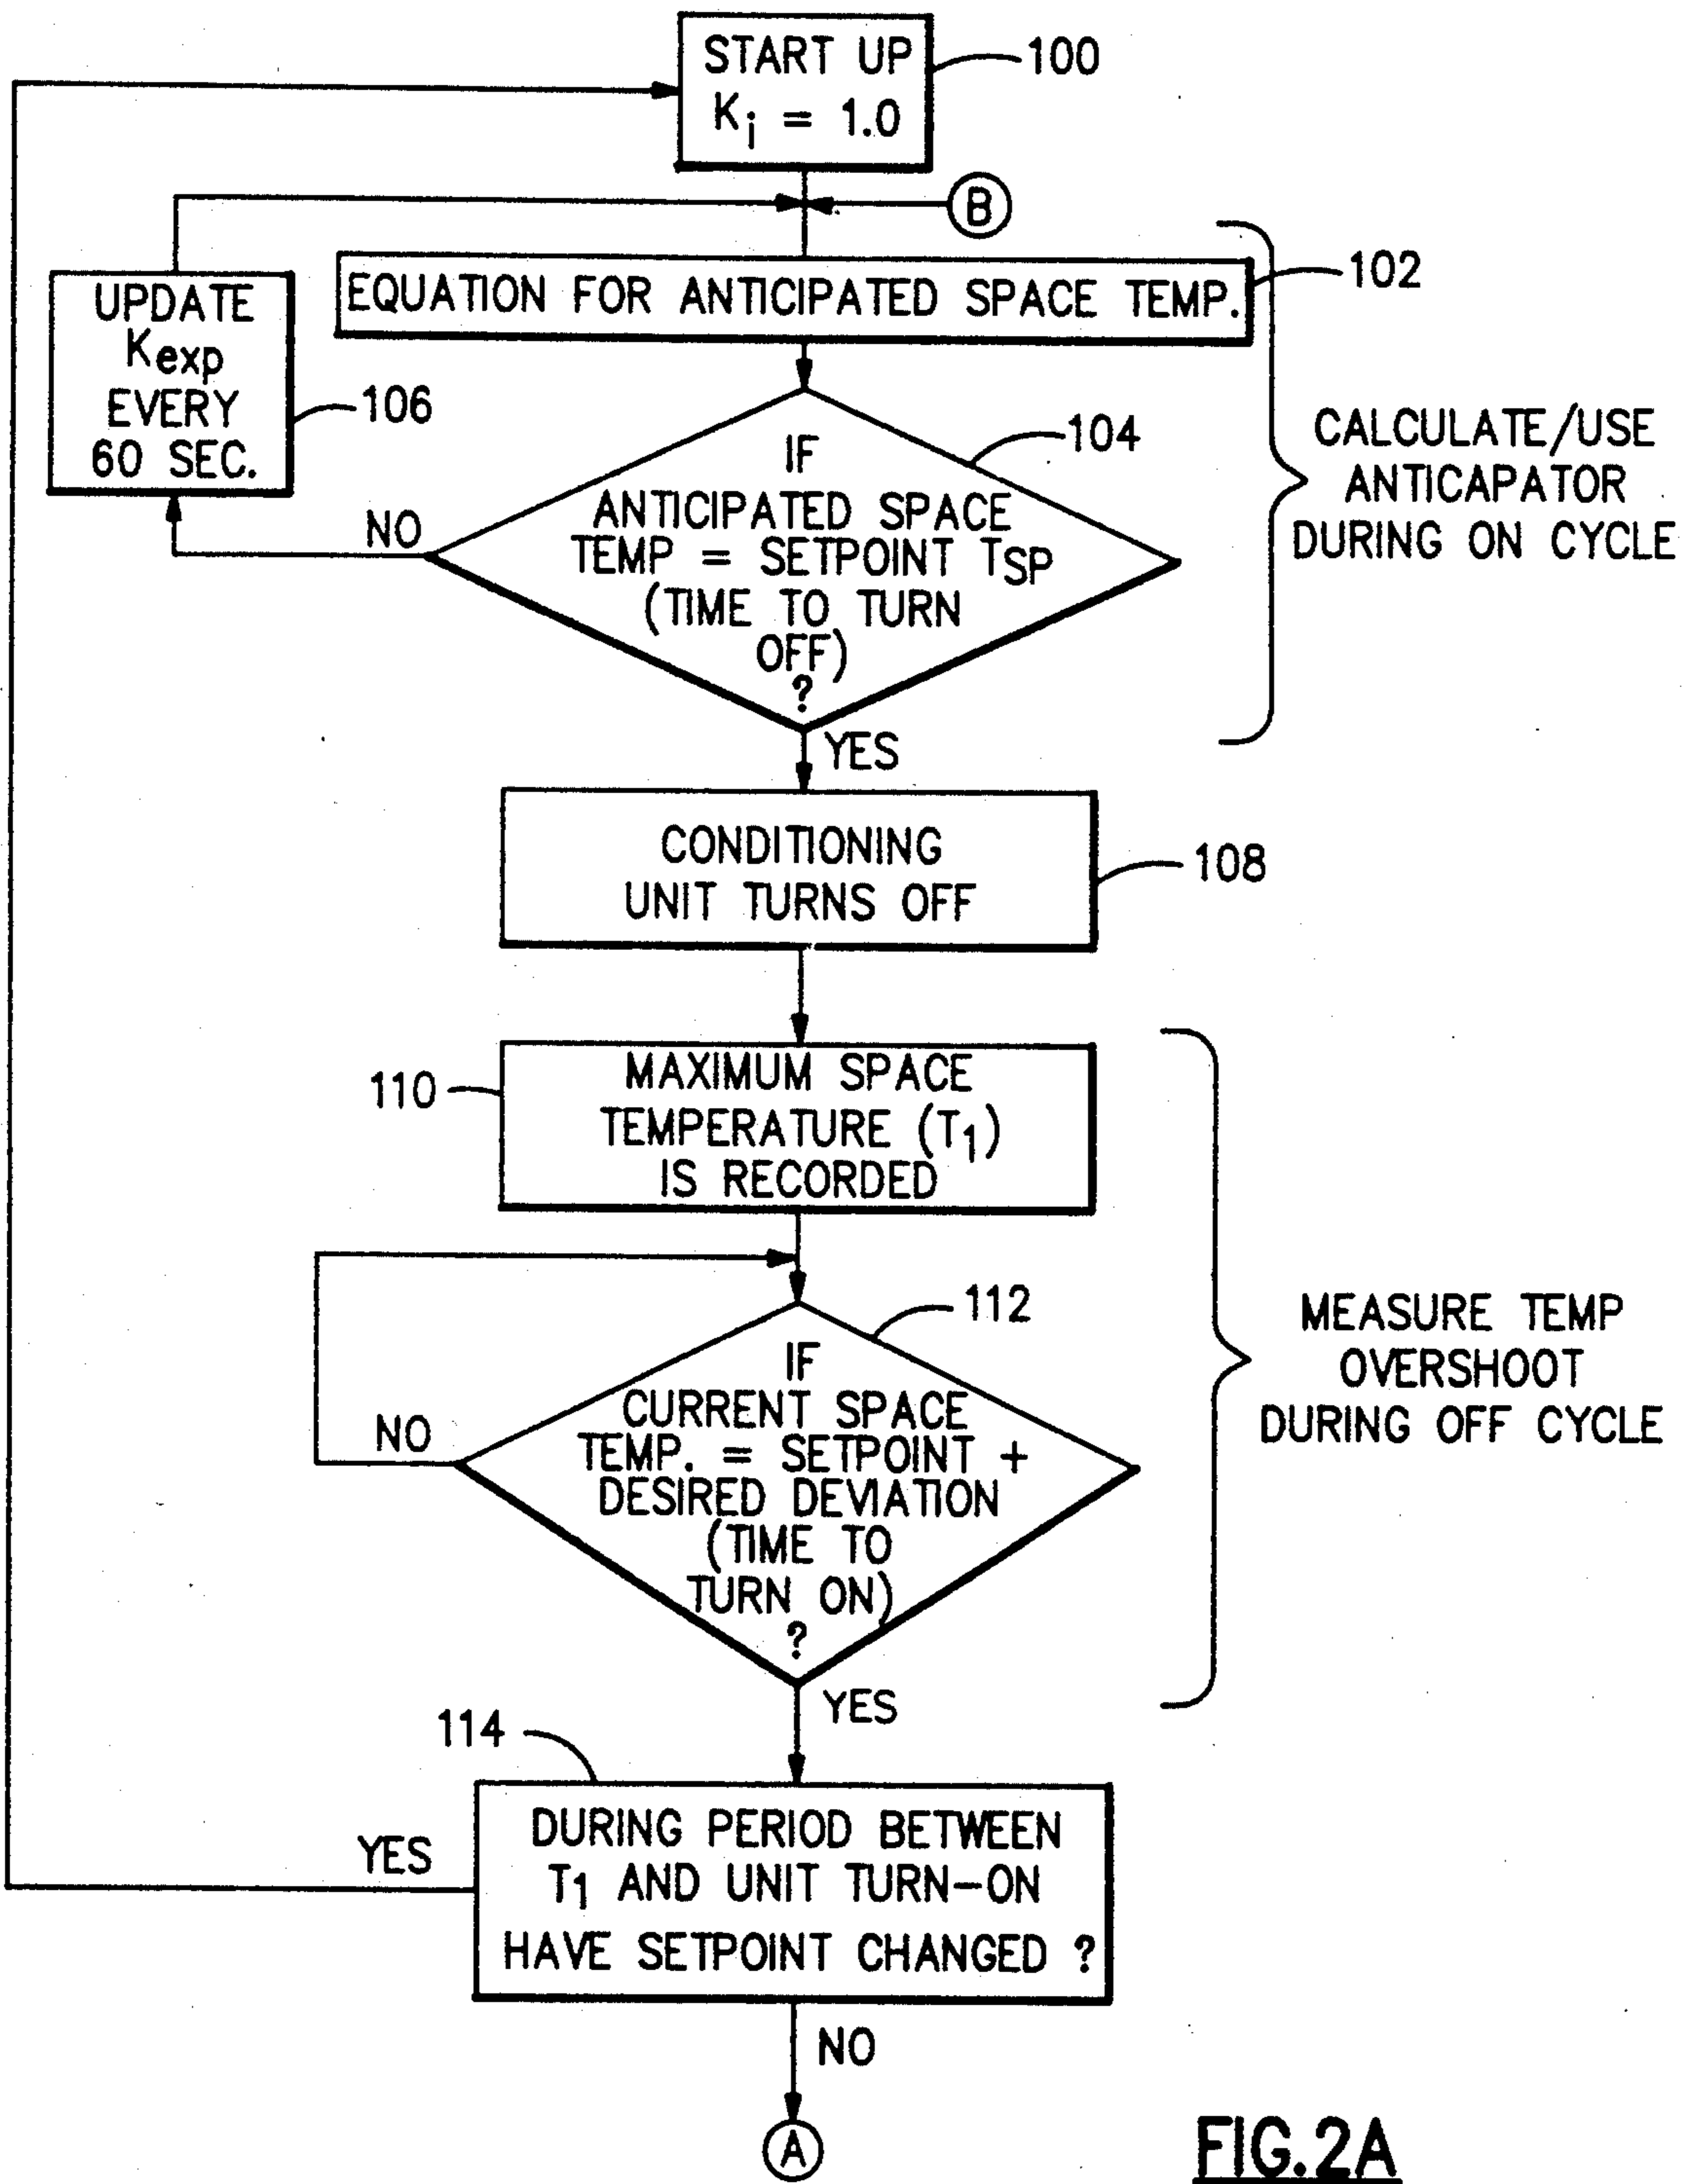 START UP
Ki = 1.0
100
B
EQUATION FOR ANTICIPATED SPACE TEMP.
102
UPDATE
Kexp
EVERY
60 SEC.
106
IF
ANTICIPATED SPACE
TEMP = SETPOINT TSP
(TIME TO TURN
OFF)
?
104
NO
YES
CALCULATE/USE
ANTICAPATOR
DURING ON CYCLE
CONDITIONING
UNIT TURNS OFF
108
110
MAXIMUM SPACE
TEMPERATURE (T1)
IS RECORDED
112
IF
CURRENT SPACE
TEMP. = SETPOINT +
DESIRED DEVIATION
(TIME TO
TURN ON)
?
NO
YES
MEASURE TEMP
OVERSHOOT
DURING OFF CYCLE
114
DURING PERIOD BETWEEN
T1 AND UNIT TURN-ON
HAVE SETPOINT CHANGED ?
YES
NO
A
FIG.2A